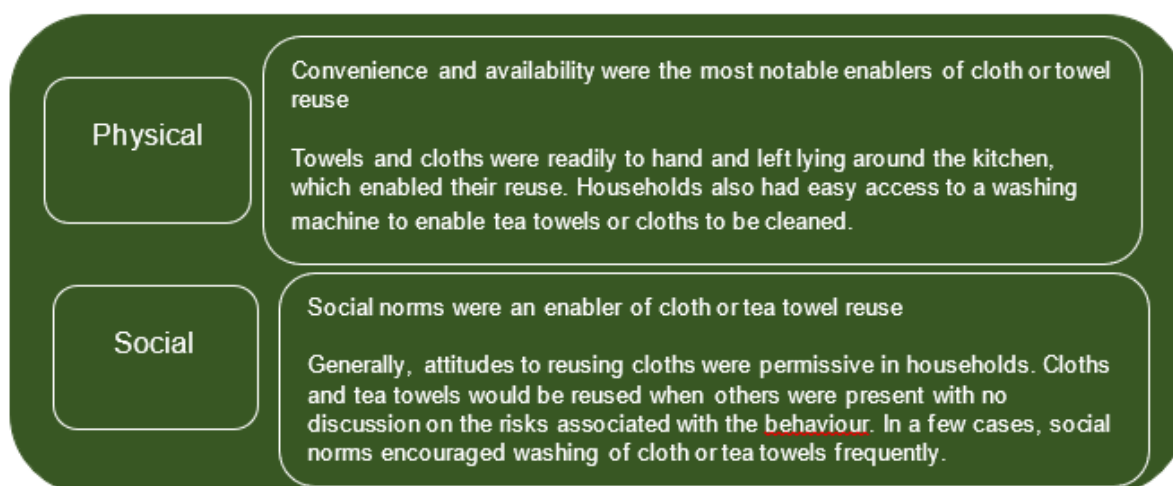 Physical
Convenience and availability were the most notable enablers of cloth or towel
reuse
Towels and cloths were readily to hand and left lying around the kitchen,
which enabled their reuse. Households also had easy access to a washing
machine to enable tea towels or cloths to be cleaned.
Social
Social norms were an enabler of cloth or tea towel reuse
Generally, attitudes to reusing cloths were permissive in households. Cloths
and tea towels would be reused when others were present with no
discussion on the risks associated with the behaviour. In a few cases, social
norms encouraged washing of cloth or tea towels frequently.